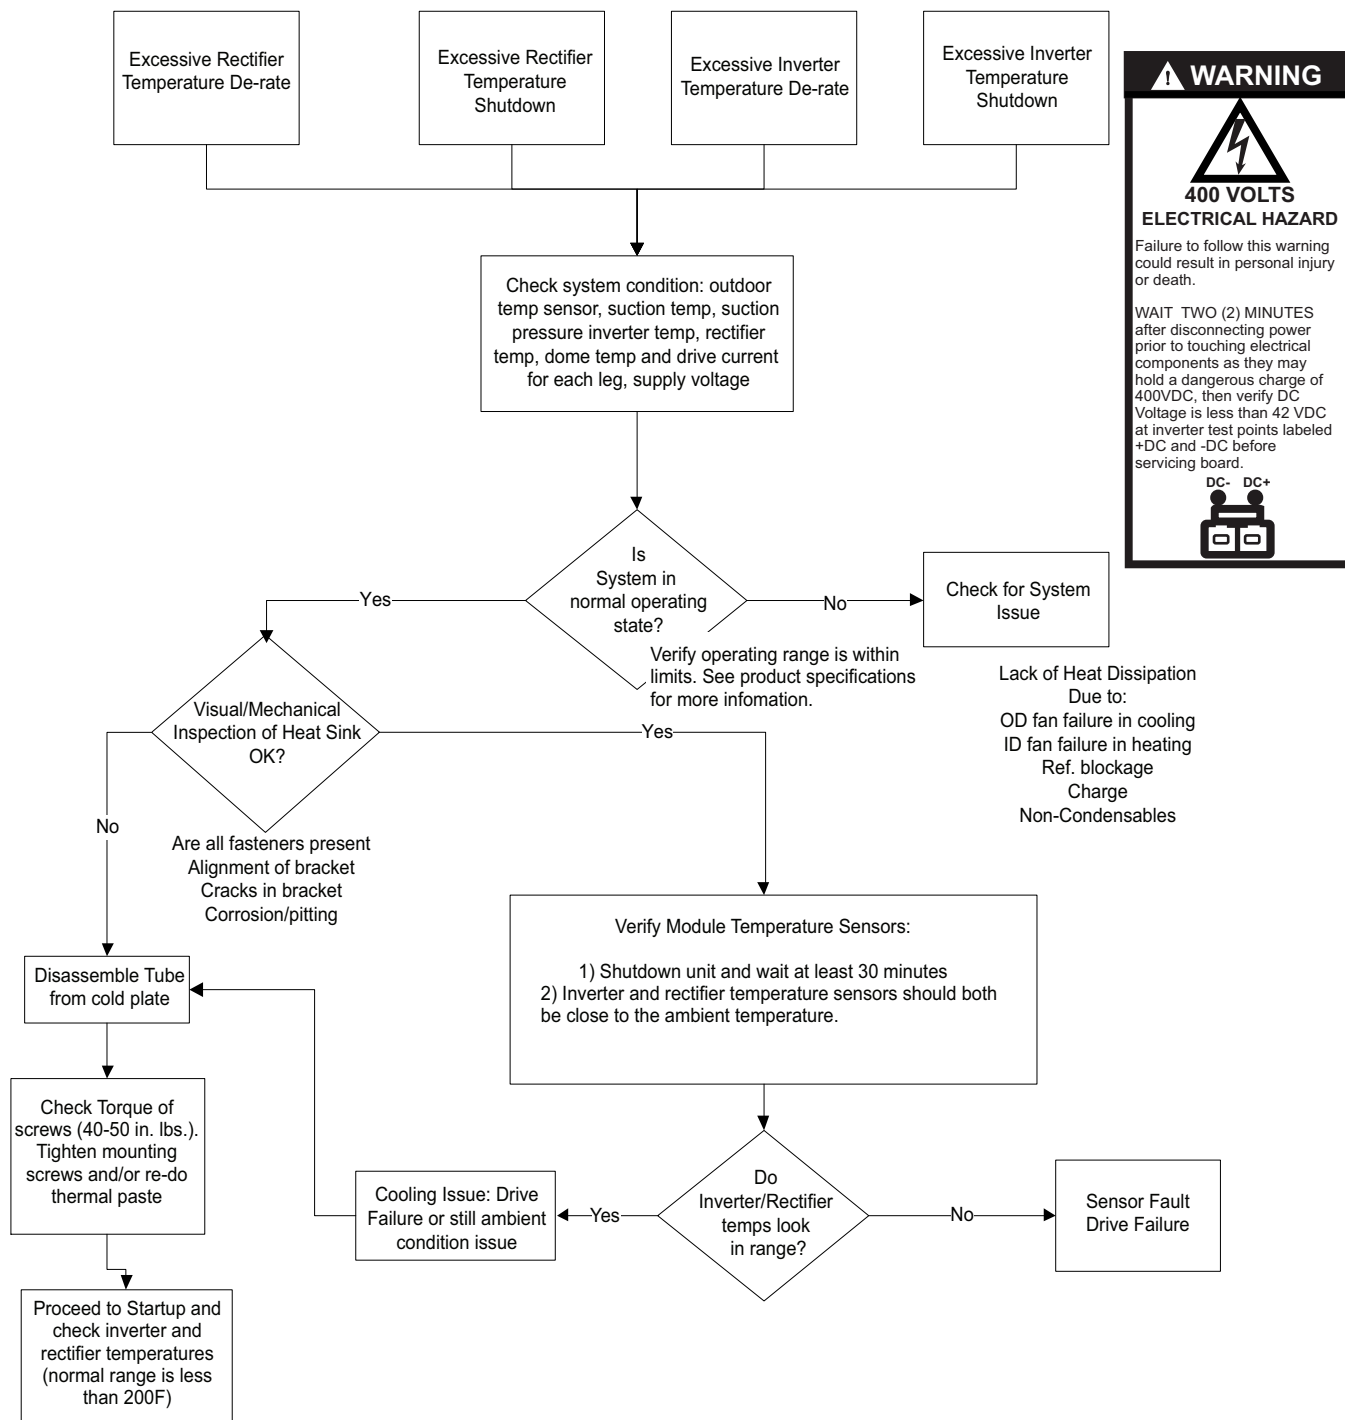 Excessive Rectifier
Temperature De-rate
Excessive Rectifier
Temperature
Shutdown
Excessive Inverter
Temperature De-rate
Excessive Inverter
Temperature
Shutdown
WARNING
400 VOLTS
ELECTRICAL HAZARD
Failure to follow this warning
could result in personal injury
or death.
WAIT TWO (2) MINUTES
after disconnecting power
prior to touching electrical
components as they may
hold a dangerous charge of
400VDC, then verify DC
Voltage is less than 42 VDC
at inverter test points labeled
+DC and -DC before
servicing board.
DC- DC+
Check system condition: outdoor
temp sensor, suction temp, suction
pressure inverter temp, rectifier
temp, dome temp and drive current
for each leg, supply voltage
Is
System in
normal operating
state?
Yes
No
Check for System
Issue
Verify operating range is within
limits. See product specifications
for more infomation.
Lack of Heat Dissipation
Due to:
OD fan failure in cooling
ID fan failure in heating
Ref. blockage
Charge
Non-Condensables
Visual/Mechanical
Inspection of Heat Sink
OK?
Yes
No
Are all fasteners present
Alignment of bracket
Cracks in bracket
Corrosion/pitting
Verify Module Temperature Sensors:
1) Shutdown unit and wait at least 30 minutes
2) Inverter and rectifier temperature sensors should both
be close to the ambient temperature.
Disassemble Tube
from cold plate
Check Torque of
screws (40-50 in. lbs.).
Tighten mounting
screws and/or re-do
thermal paste
Do
Inverter/Rectifier
temps look
in range?
Yes
No
Cooling Issue: Drive
Failure or still ambient
condition issue
Sensor Fault
Drive Failure
Proceed to Startup and
check inverter and
rectifier temperatures
(normal range is less
than 200F)